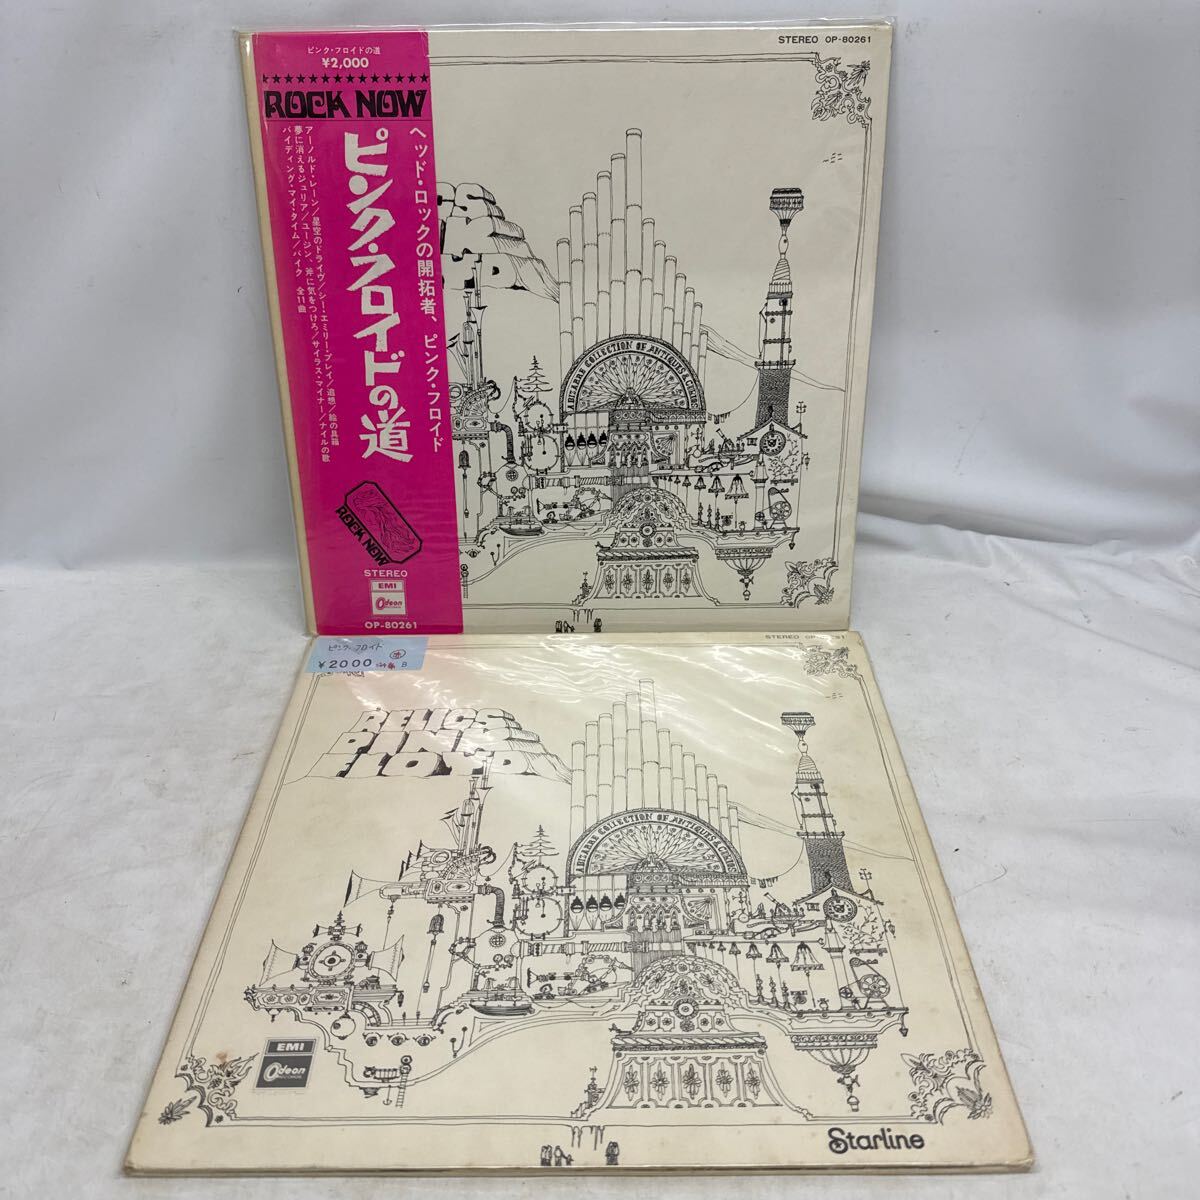 STEREO OP-80261
ピンク・フロイドの道
¥2,000
ROCK NOW
ヘッド・ロックの開拓者、ピンク・フロイド
ピンク・フロイドの道
アーノルド・レーン/星空のドライヴ/シー・エミリー・プレイ/追想/絵の具箱
夢に消えるジュリア/ユージン、斧に気をつけろ/サイラス・マイナー/ナイルの歌
バイディング・マイ・タイム/バイク 全11曲
A BIZARRE COLLECTION OF ANTIQUES & CURIOS
ROCK NOW
STEREO
EMI
Odeon
OP-80261
ピンク・フロイド
¥2000
B
STEREO
RELICS
PINK
FLOYD
A BIZARRE COLLECTION OF ANTIQUES & CURIOS
EMI
Odeon
Starline